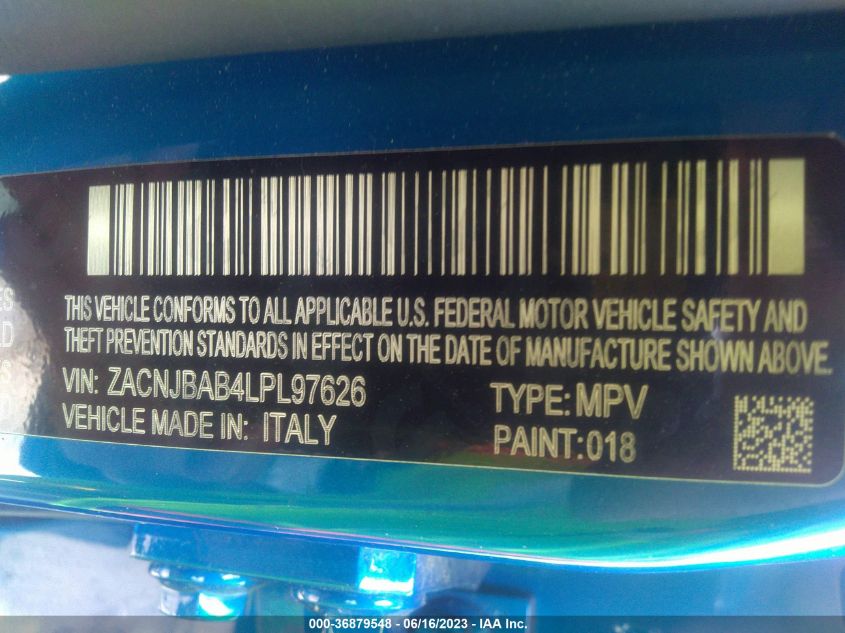 THIS VEHICLE CONFORMS TO ALL APPLICABLE U.S. FEDERAL MOTOR VEHICLE SAFETY AND
THEFT PREVENTION STANDARDS IN EFFECT ON THE DATE OF MANUFACTURE SHOWN ABOVE.
VIN: ZACNJBAB4LPL97626
TYPE: MPV
VEHICLE MADE IN: ITALY
PAINT: 018
000-36879548 - 06/16/2023 - IAA Inc.